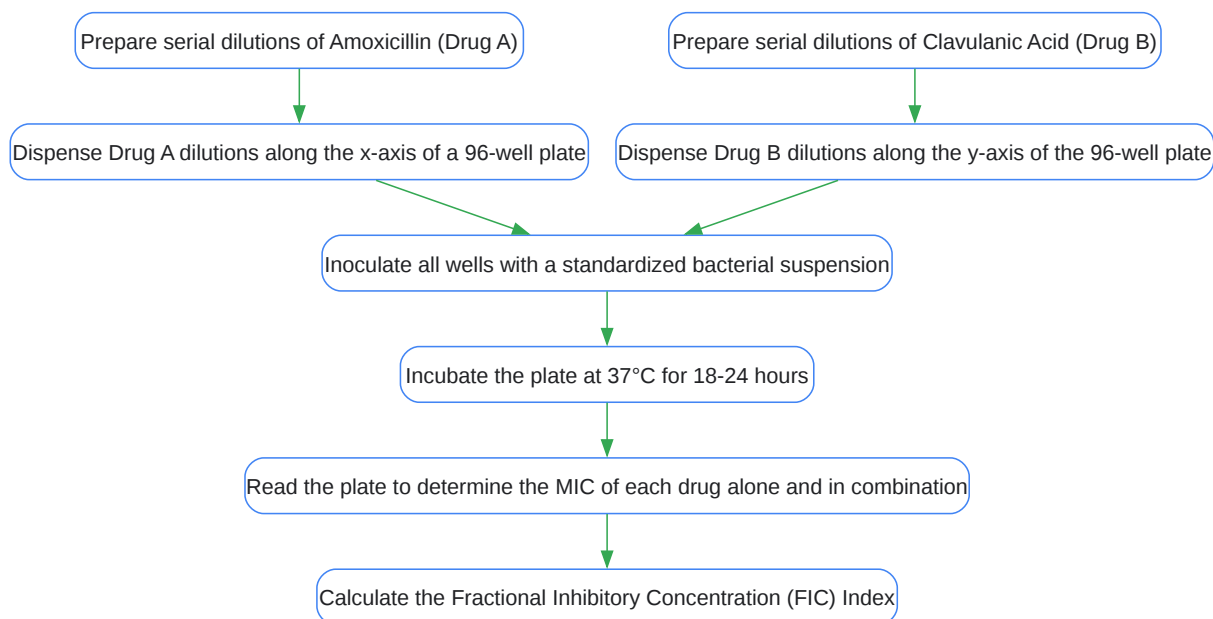 Prepare serial dilutions of Amoxicillin (Drug A)
Prepare serial dilutions of Clavulanic Acid (Drug B)
Dispense Drug A dilutions along the x-axis of a 96-well plate
Dispense Drug B dilutions along the y-axis of the 96-well plate
Inoculate all wells with a standardized bacterial suspension
Incubate the plate at 37°C for 18-24 hours
Read the plate to determine the MIC of each drug alone and in combination
Calculate the Fractional Inhibitory Concentration (FIC) Index